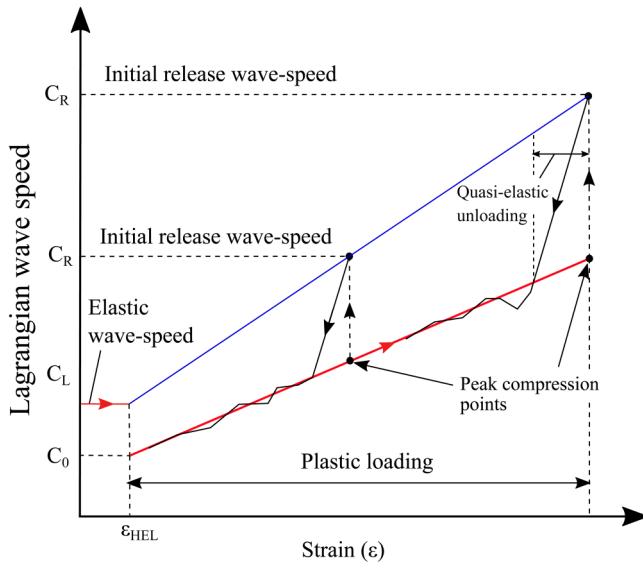 Initial release wave-speed
C_R
Quasi-elastic
unloading
Initial release wave-speed
C_R
Elastic
wave-speed
C_L
Peak compression
points
C_0
Plastic loading
ε_HEL
Strain (ε)
Lagrangian wave speed